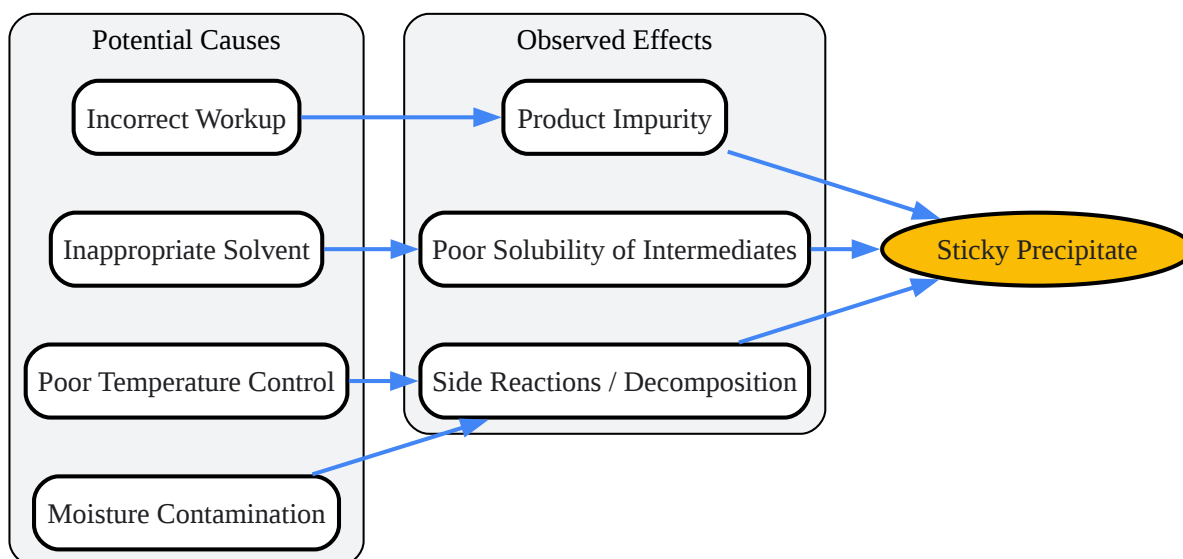 Potential Causes
Observed Effects
Incorrect Workup
Product Impurity
Inappropriate Solvent
Poor Solubility of Intermediates
Sticky Precipitate
Poor Temperature Control
Side Reactions / Decomposition
Moisture Contamination